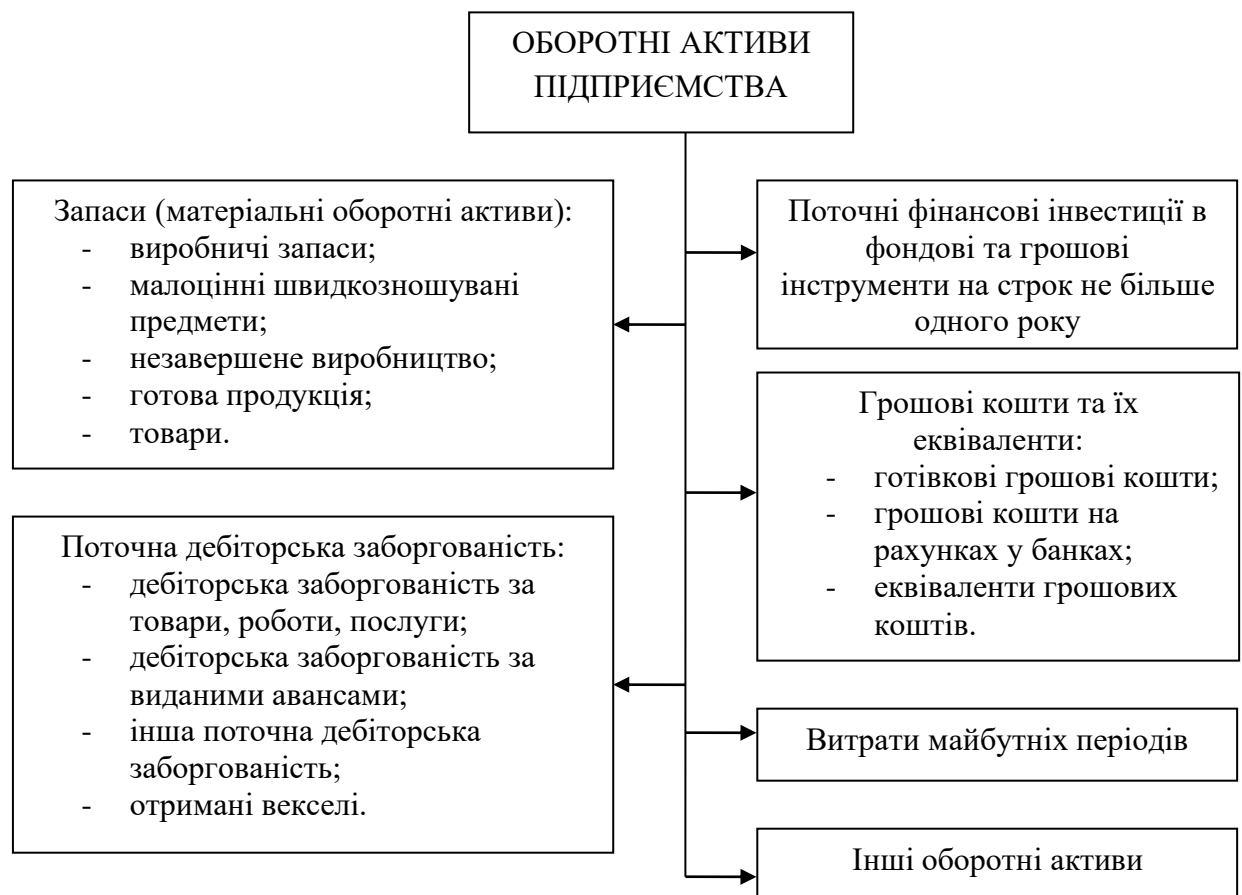 ОБОРОТНІ АКТИВИ
ПІДПРИЄМСТВА
Запаси (матеріальні оборотні активи):
- виробничі запаси;
- малоцінні швидкозношувані
предмети;
- незавершене виробництво;
- готова продукція;
- товари.
Поточна дебіторська заборгованість:
- дебіторська заборгованість за
товари, роботи, послуги;
- дебіторська заборгованість за
виданими авансами;
- інша поточна дебіторська
заборгованість;
- отримані векселі.
Поточні фінансові інвестиції в
фондові та грошові
інструменти на строк не більше
одного року
Грошові кошти та їх
еквіваленти:
- готівкові грошові кошти;
- грошові кошти на
рахунках у банках;
- еквіваленти грошових
коштів.
Витрати майбутніх періодів
Інші оборотні активи